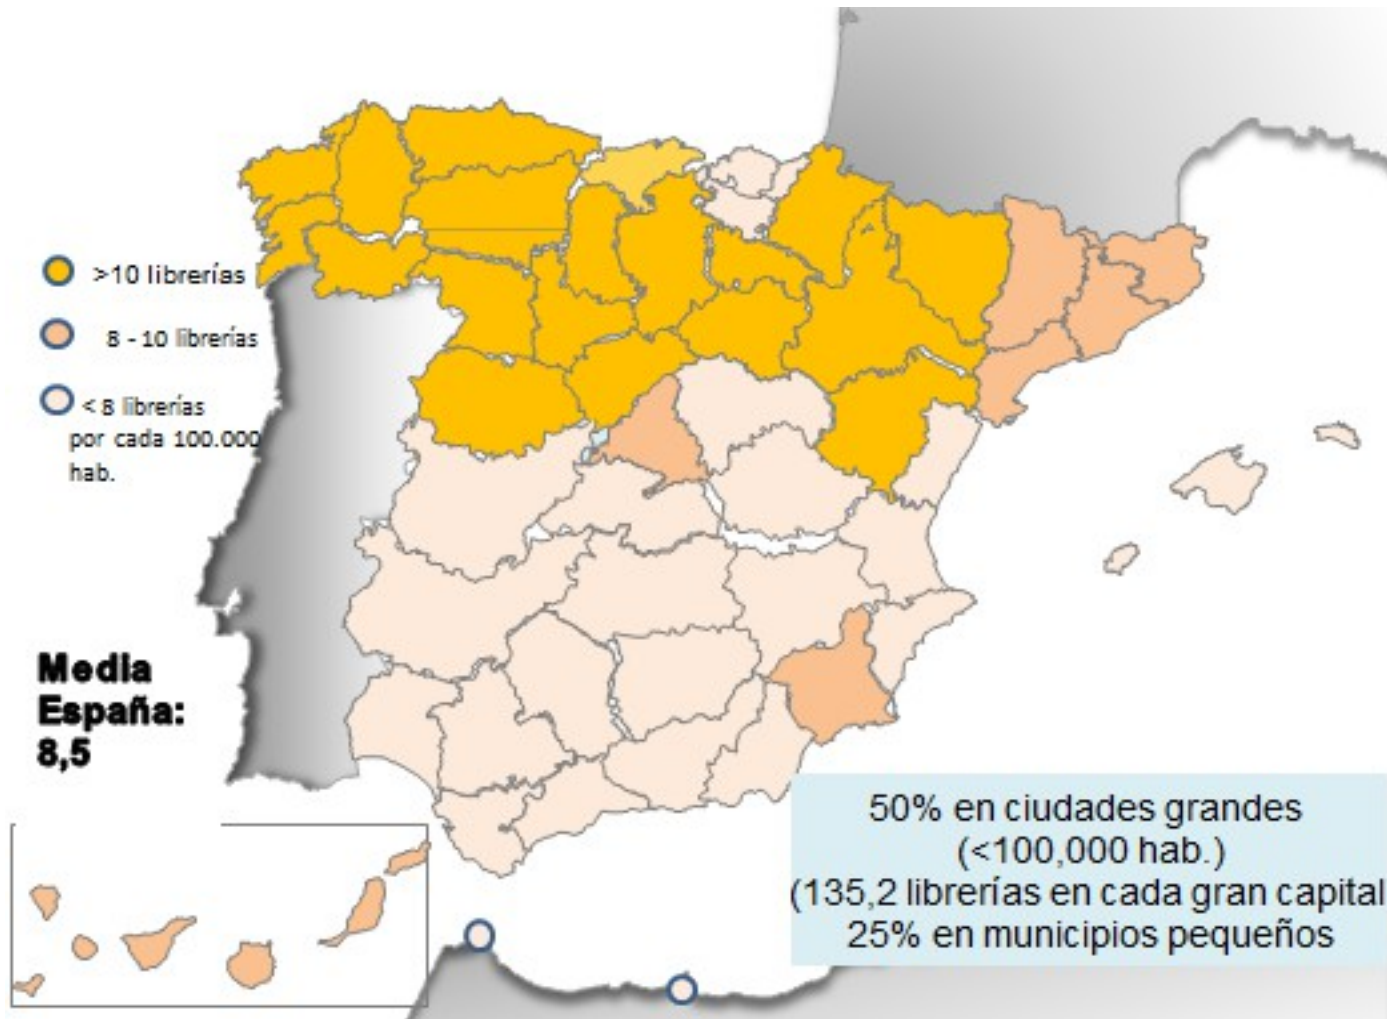 >10 librerías
8 - 10 librerías
< 8 librerías
por cada 100.000
hab.
Media
España:
8,5
50% en ciudades grandes
(<100,000 hab.)
(135,2 librerías en cada gran capital
25% en municipios pequeños